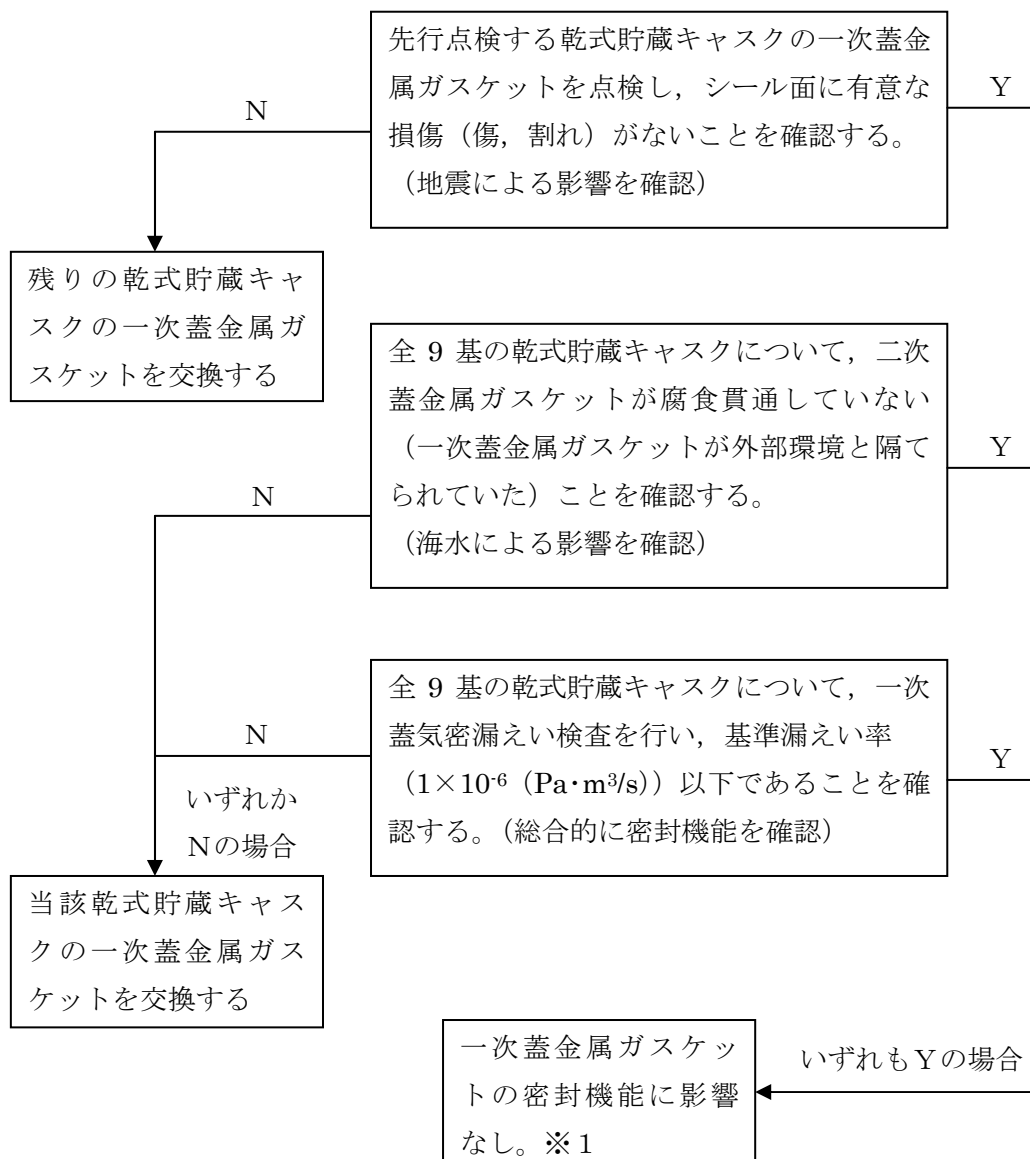 先行点検する乾式貯蔵キャスクの一次蓋金
属ガスケットを点検し，シール面に有意な
損傷（傷，割れ）がないことを確認する。
（地震による影響を確認）
N
Y
残りの乾式貯蔵キャ
スクの一次蓋金属ガ
スケットを交換する
全 9 基の乾式貯蔵キャスクについて，二次
蓋金属ガスケットが腐食貫通していない
（一次蓋金属ガスケットが外部環境と隔て
られていた）ことを確認する。
（海水による影響を確認）
N
Y
全 9 基の乾式貯蔵キャスクについて，一次
蓋気密漏えい検査を行い，基準漏えい率
（1×10⁻⁶（Pa･m³/s））以下であることを確
認する。（総合的に密封機能を確認）
N
Y
いずれか
Nの場合
当該乾式貯蔵キャス
クの一次蓋金属ガス
ケットを交換する
いずれもYの場合
一次蓋金属ガスケッ
トの密封機能に影響
なし。※1